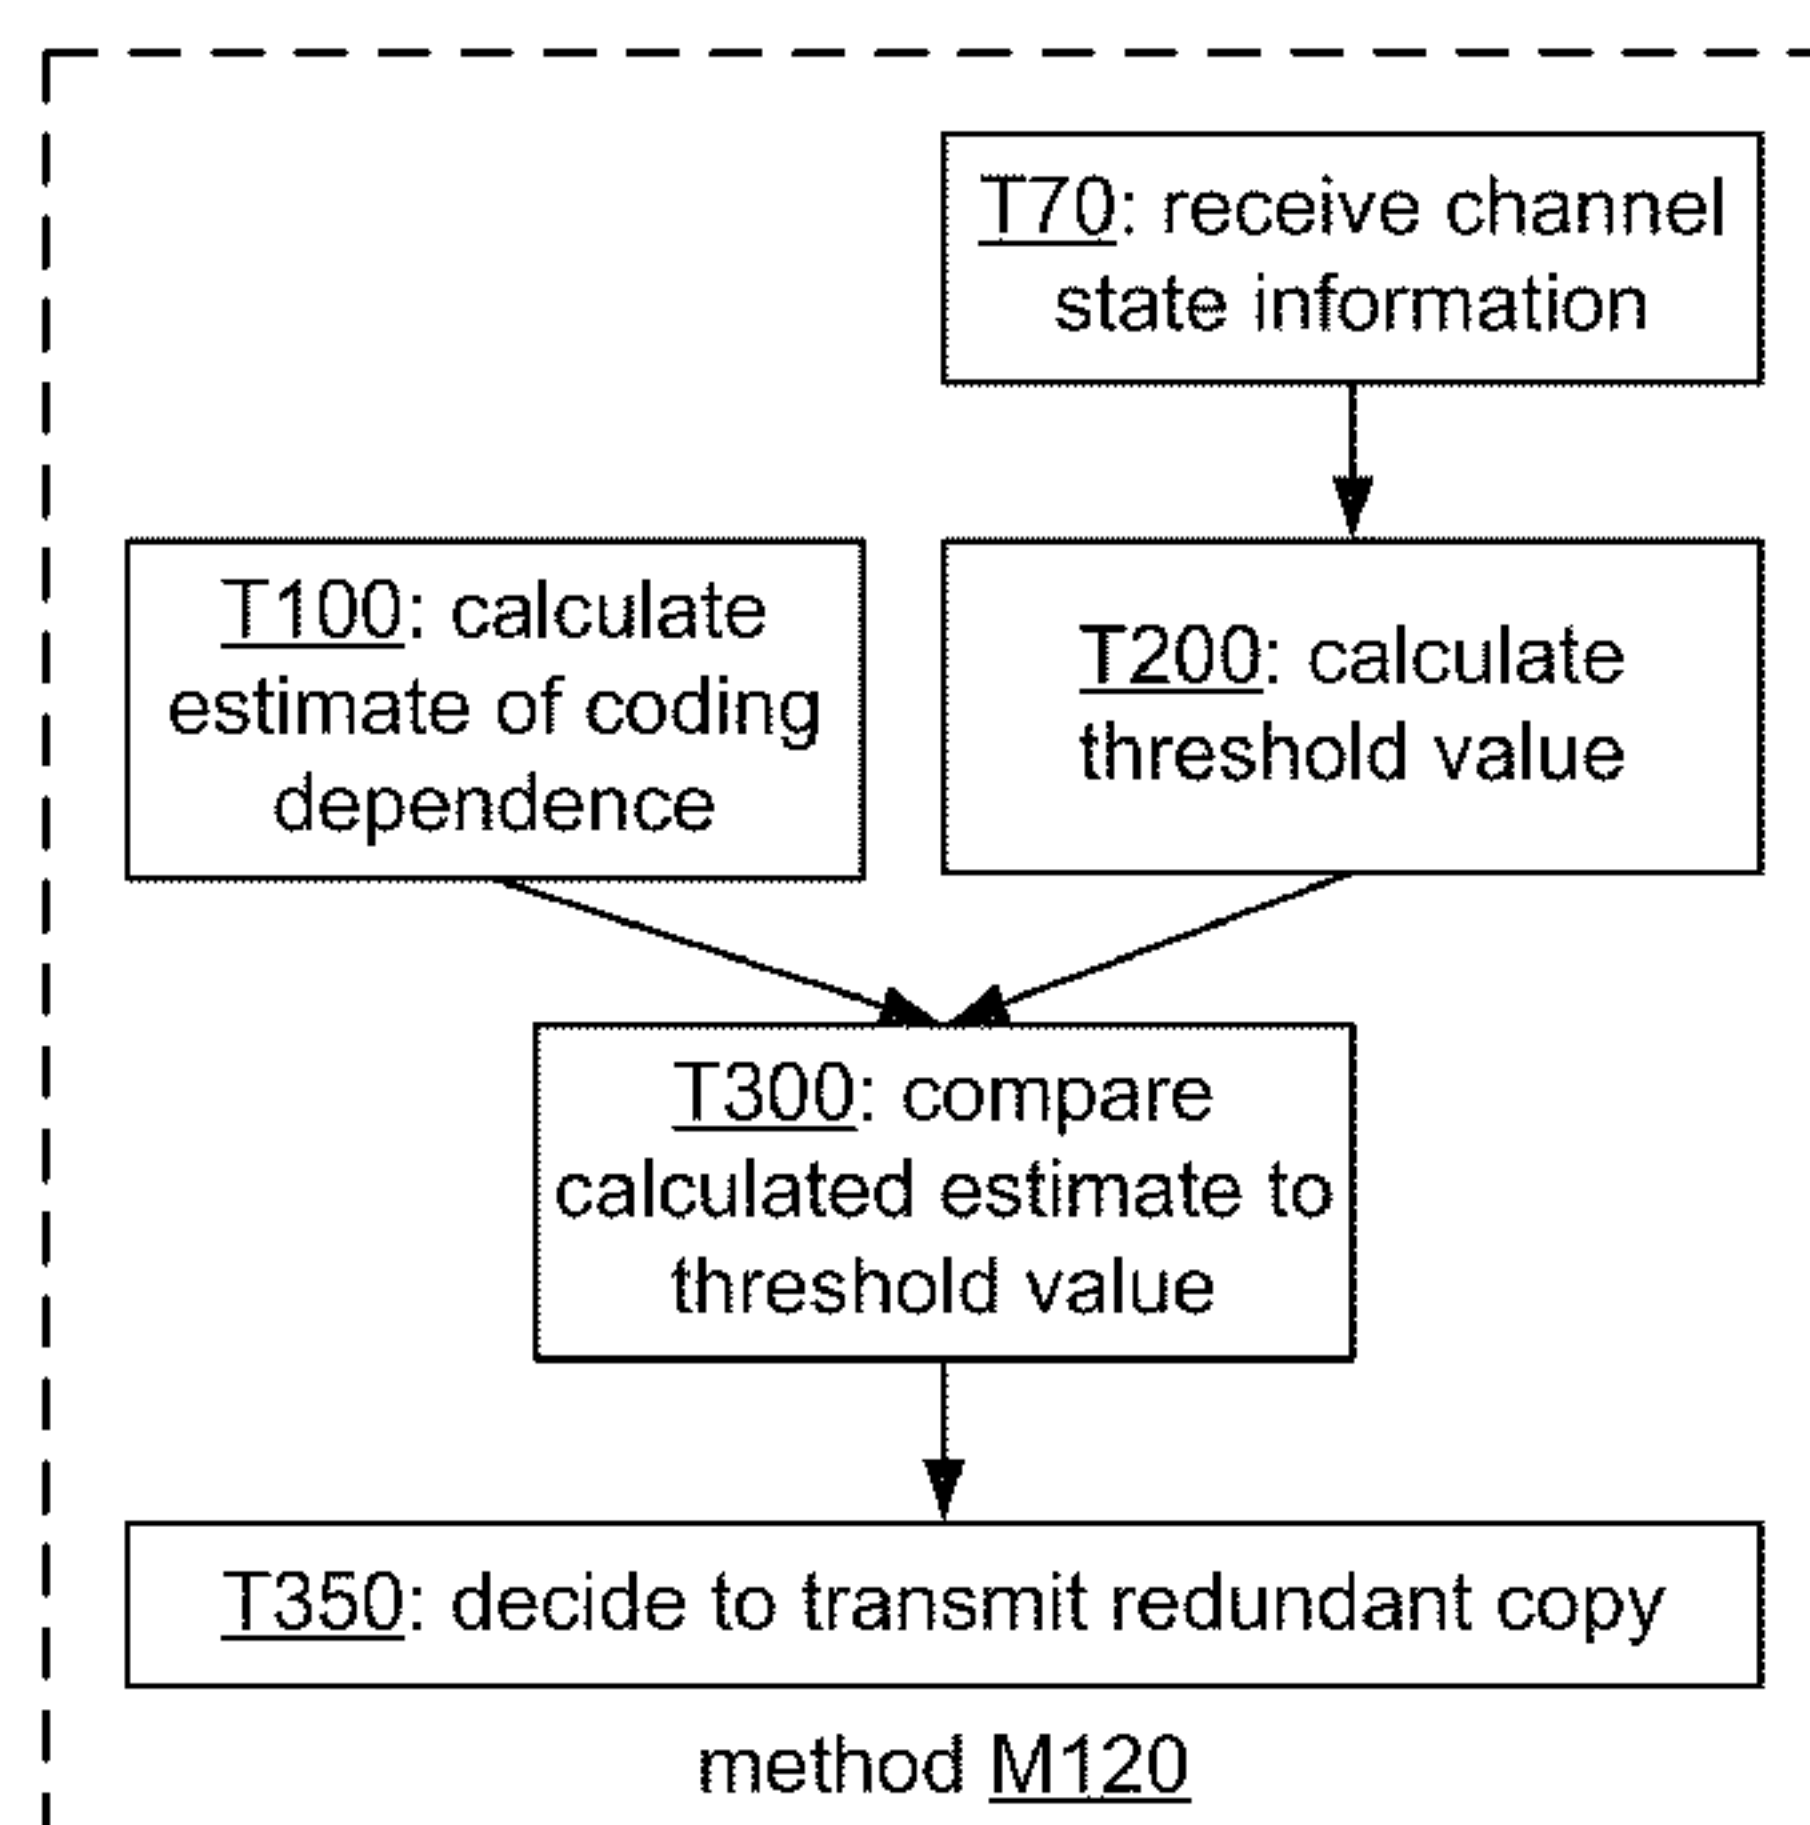 T70: receive channel
state information
T100: calculate
estimate of coding
dependence
T200: calculate
threshold value
T300: compare
calculated estimate to
threshold value
T350: decide to transmit redundant copy
method M120